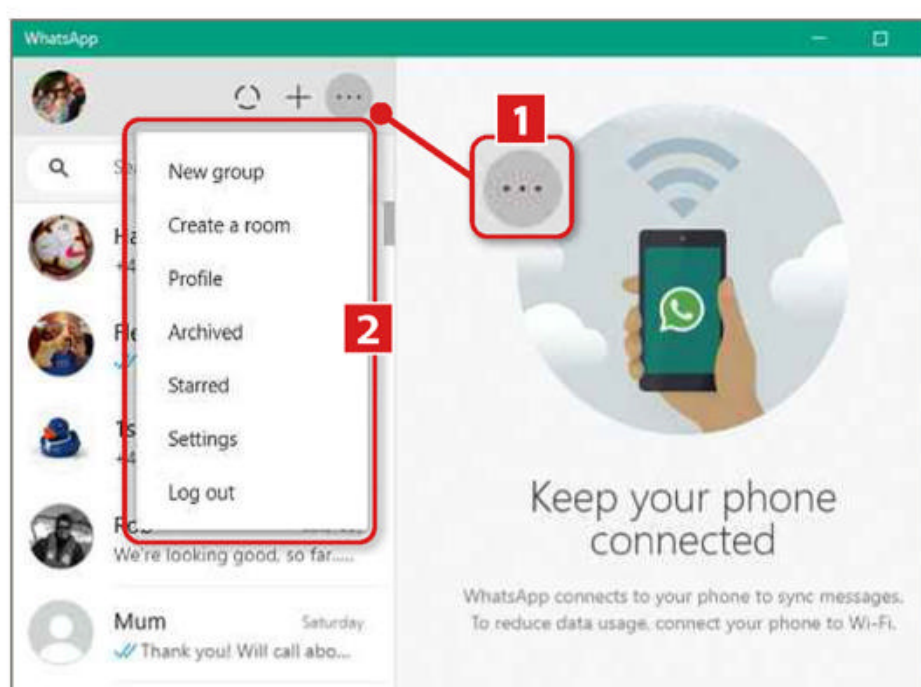 WhatsApp
1
New group
Create a room
Profile
Archived
Starred
Settings
Log out
2
We're looking good, so far.....
Mum
Saturday
Thank you! Will call abo...
Keep your phone
connected
WhatsApp connects to your phone to sync messages.
To reduce data usage, connect your phone to Wi-Fi.